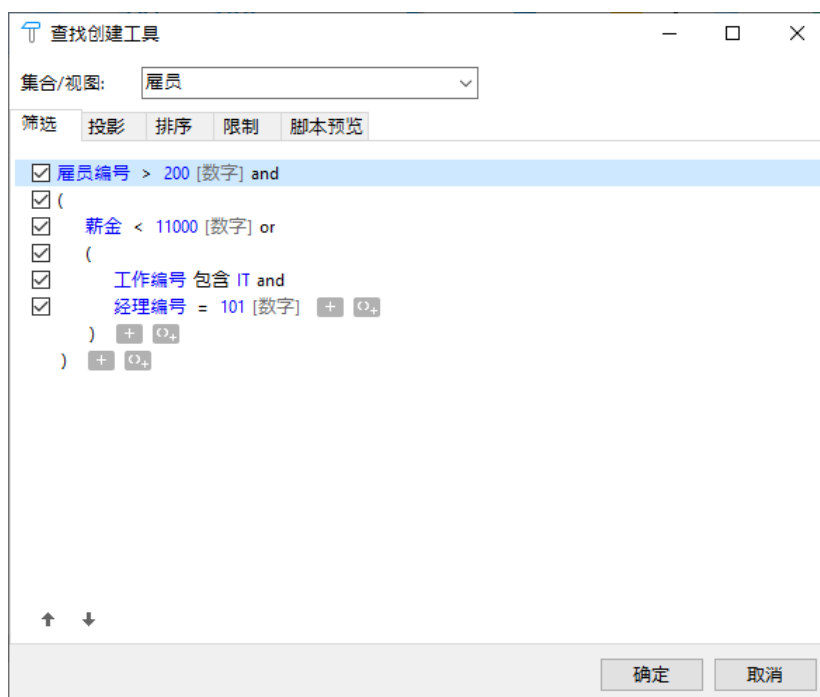 查找创建工具
集合/视图: 雇员
筛选 投影 排序 限制 脚本预览
雇员编号 > 200 [数字] and
(
薪金 < 11000 [数字] or
(
工作编号 包含 IT and
经理编号 = 101 [数字]
)
)
确定 取消